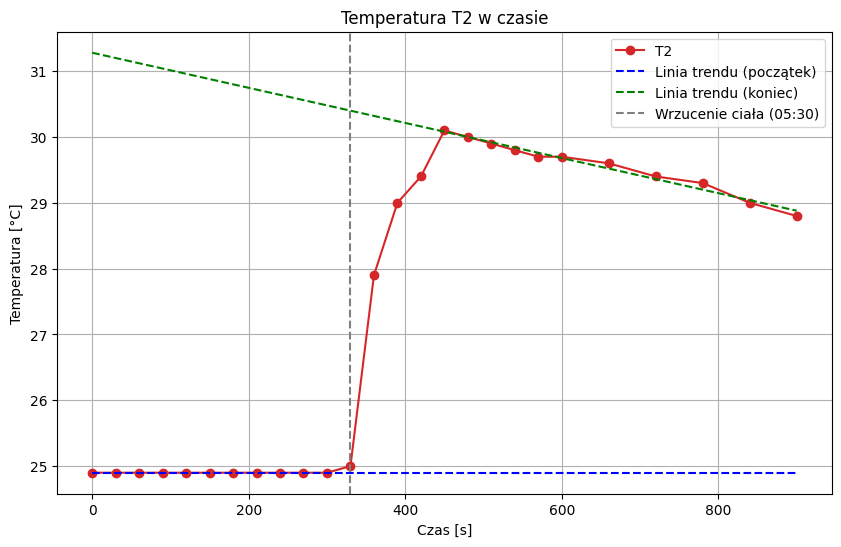 Temperatura T2 w czasie
T2
Linia trendu (początek)
Linia trendu (koniec)
Wrzucenie ciała (05:30)
Temperatura [°C]
31
30
29
28
27
26
25
0
200
400
600
800
Czas [s]